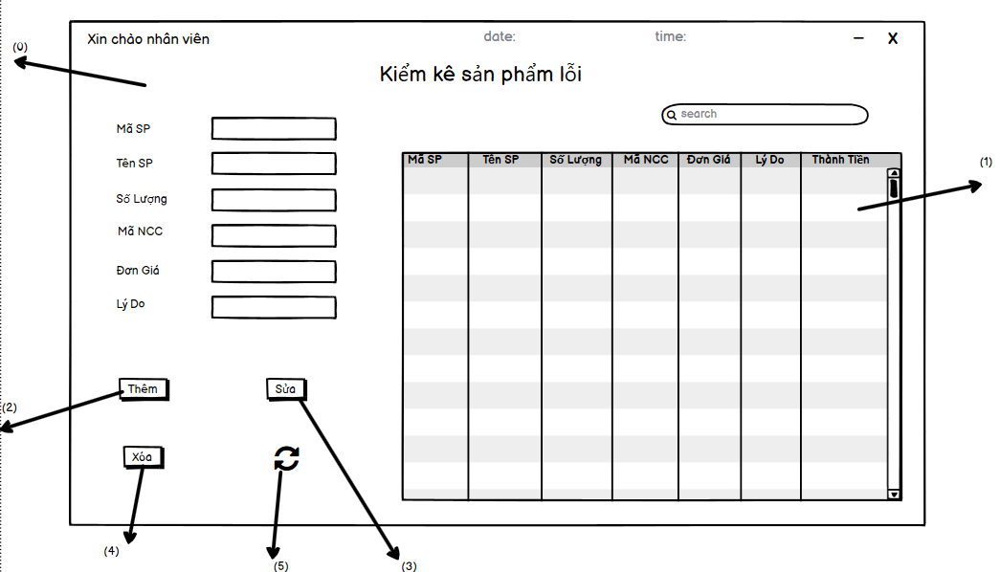 Xin chào nhân viên date: time: – X
(0)
Kiểm kê sản phẩm lỗi
search
Mã SP
Tên SP
Số Lượng
Mã NCC
Đơn Giá
Lý Do
Mã SP Tên SP Số Lượng Mã NCC Đơn Giá Lý Do Thành Tiền
(1)
Thêm Sửa
(2)
Xóa
(4) (5) (3)